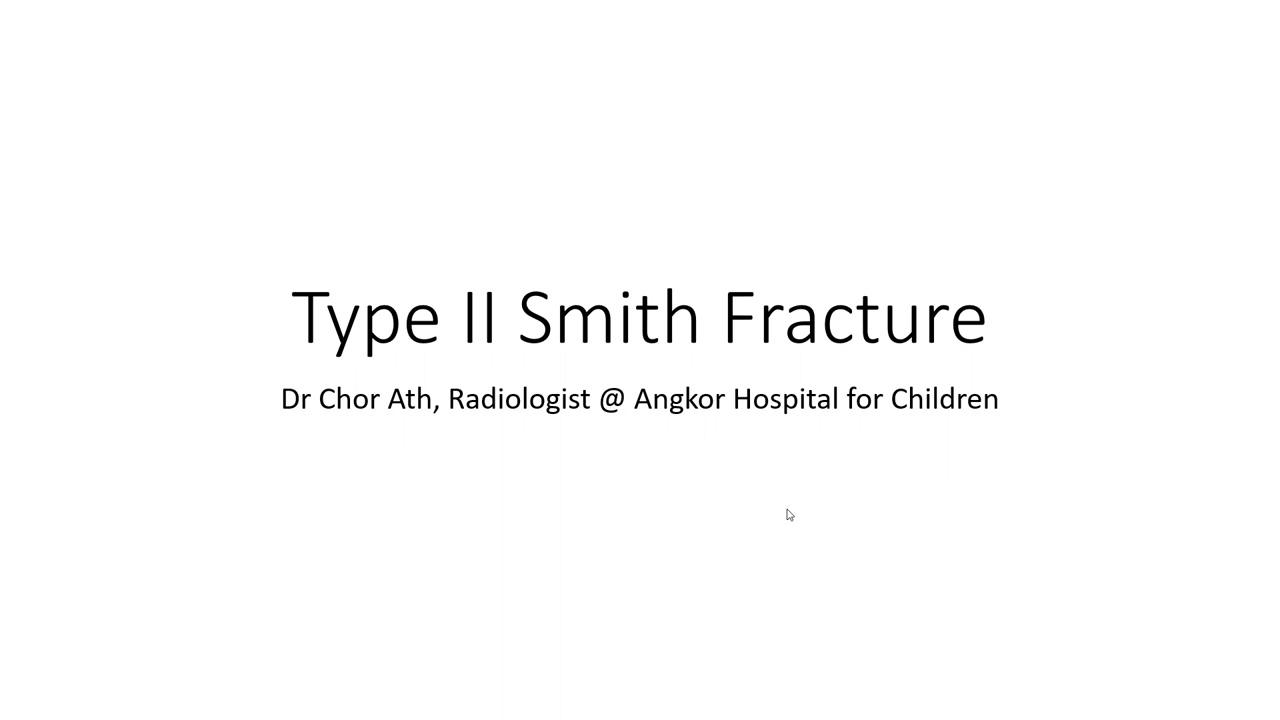 Type II Smith Fracture
Dr Chor Ath, Radiologist @ Angkor Hospital for Children